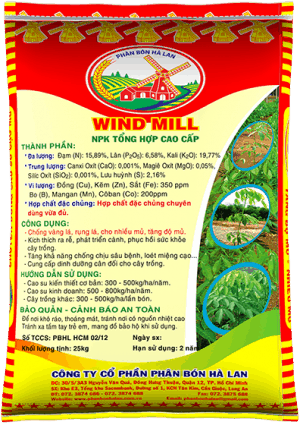 PHÂN BÓN HÀ LAN
WIND MILL
NPK TỔNG HỢP CAO CẤP
THÀNH PHẦN:
* Đa lượng: Đạm (N): 15,89%, Lân (P₂O₅): 6,58%, Kali (K₂O): 19,77%
* Trung lượng: Canxi Oxit (CaO): 0,001%, Magiê Oxit (MgO): 0,05%,
Silic Oxit (SiO₂): 0,001%, Lưu huỳnh (S): 2.16%
* Vi lượng: Đồng (Cu), Kẽm (Zn), Sắt (Fe): 350 ppm
Bo (B), Mangan (Mn), Côban (Co): 200ppm
* Hợp chất đặc chủng: Hợp chất đặc chủng chuyên
dùng vừa đủ.
CÔNG DỤNG:
- Chống vàng lá, rụng lá, cho nhiều mủ, tăng độ mủ.
- Kích thích ra rễ, phát triển cành, phục hồi sức khỏe
cây trồng.
- Tăng khả năng chống chịu sâu bệnh, loét miệng cạo...
- Cung cấp dinh dưỡng cân đối cho cây trồng.
HƯỚNG DẪN SỬ DỤNG:
- Cao su kiến thiết cơ bản: 300 - 500kg/ha/năm.
- Cao su kinh doanh: 500 - 800kg/ha/năm.
- Cây trồng khác: 300 - 500kg/ha/lần bón.
BẢO QUẢN - CẢNH BÁO AN TOÀN
Để nơi khô ráo, thoáng mát, tránh nơi có nguồn nhiệt cao
Tránh xa tầm tay trẻ em, mang đồ bảo hộ khi sử dụng.
Số TCCS: PBHL HCM 02/12
Ngày sx:
Khối lượng tịnh: 25kg
Hạn sử dụng: 2 năm
CÔNG TY CỔ PHẦN PHÂN BÓN HÀ LAN